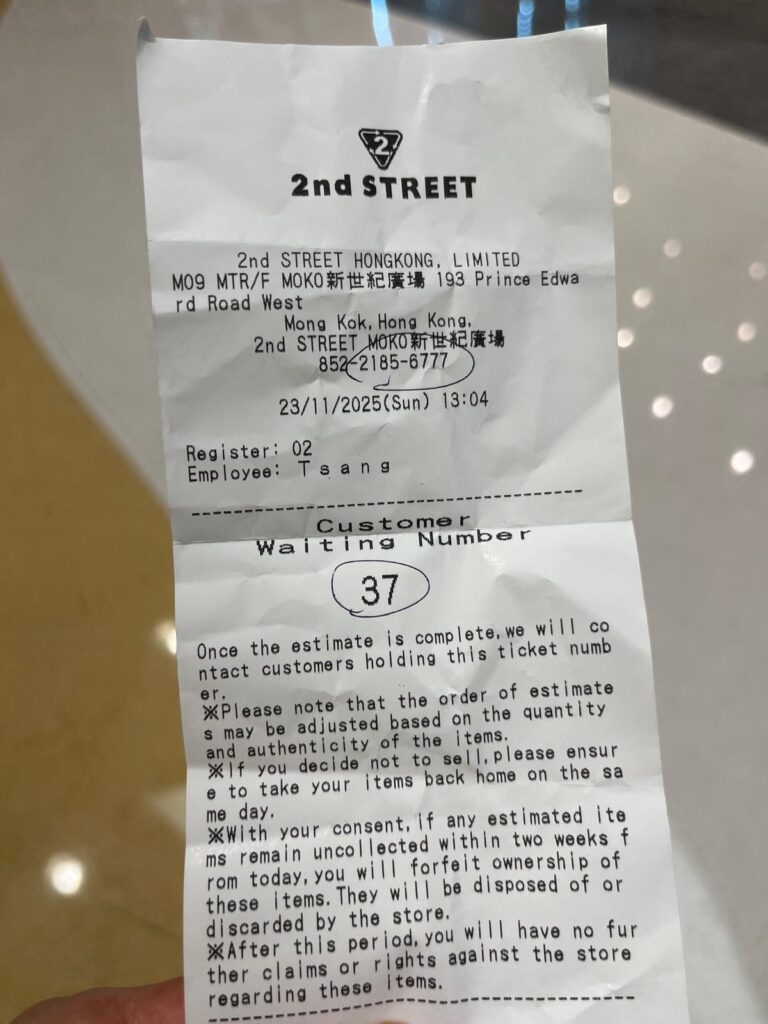 2
2nd STREET
2nd STREET HONGKONG, LIMITED
M09 MTR/F MOKO新世紀廣場 193 Prince Edwa
rd Road West
Mong Kok, Hong Kong,
2nd STREET MOKO新世紀廣場
852-2185-6777
23/11/2025(Sun) 13:04
Register: 02
Employee: Tsang
Customer
Waiting Number
37
Once the estimate is complete, we will co
ntact customers holding this ticket numb
er.
※Please note that the order of estimate
s may be adjusted based on the quantity
and authenticity of the items.
※If you decide not to sell, please ensur
e to take your items back home on the sa
me day.
※With your consent, if any estimated ite
ms remain uncollected within two weeks f
rom today, you will forfeit ownership of
these items. They will be disposed of or
discarded by the store.
※After this period, you will have no fur
ther claims or rights against the store
regarding these items.